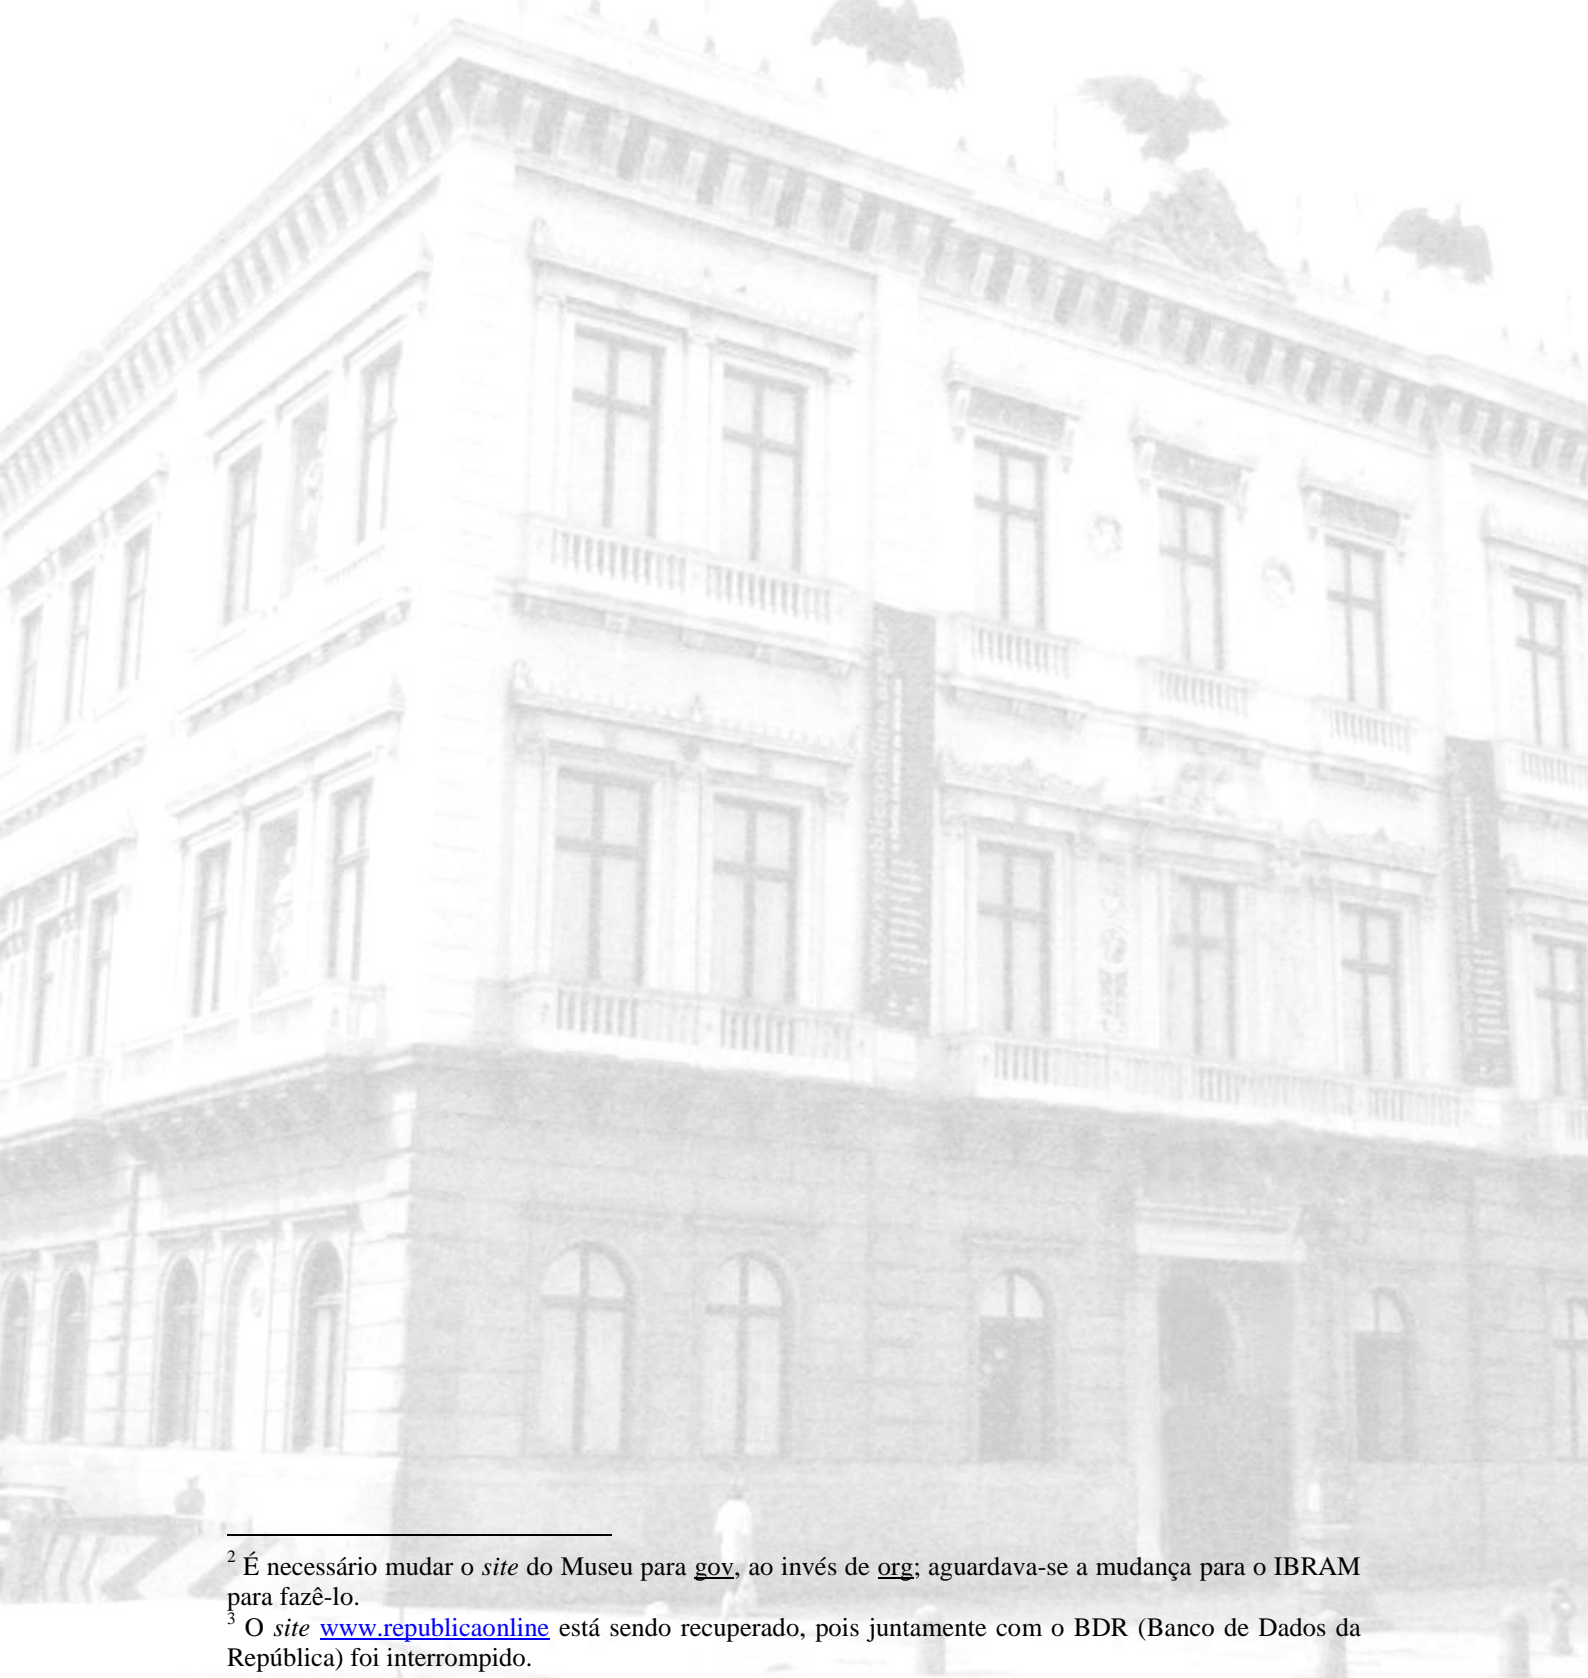 2 É necessário mudar o site do Museu para gov, ao invés de org; aguardava-se a mudança para o IBRAM
para fazê-lo.
3 O site www.republicaonline está sendo recuperado, pois juntamente com o BDR (Banco de Dados da
República) foi interrompido.